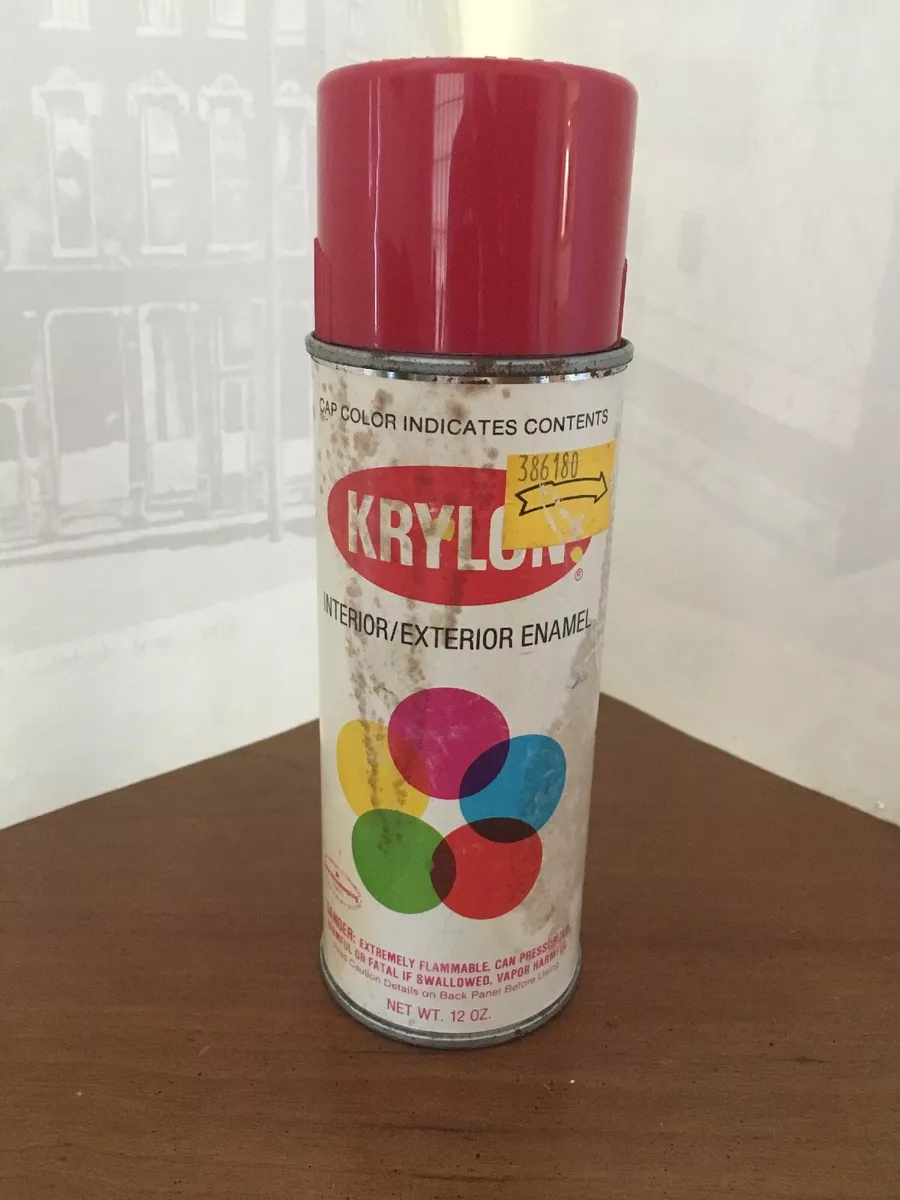 CAP COLOR INDICATES CONTENTS
386180
KRYLON
®
INTERIOR/EXTERIOR ENAMEL
DANGER: EXTREMELY FLAMMABLE. CAN
HARMFUL OR FATAL IF SWALLOWED. VAPOR HARMFUL.
Read Caution Details on Back Panel Before Using
NET WT. 12 OZ.